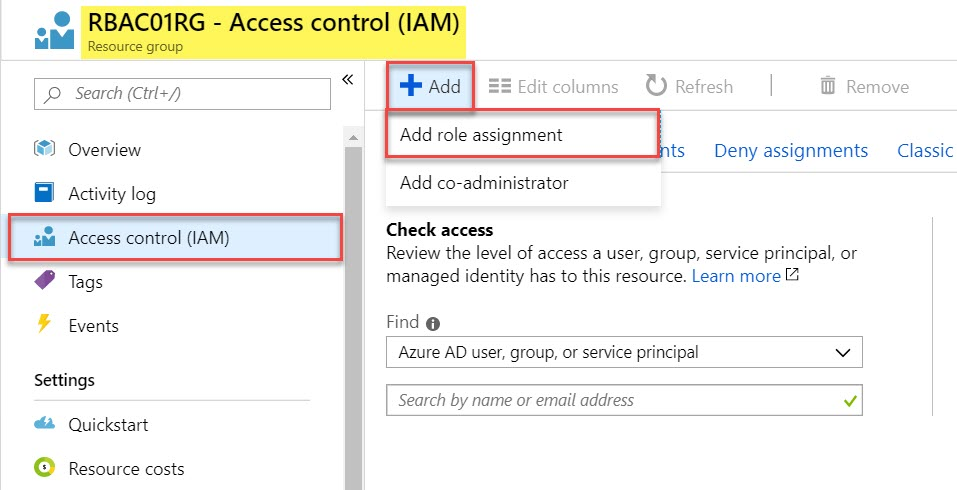 RBAC01RG - Access control (IAM)
Resource group
Search (Ctrl+/)
«
Overview
Activity log
Access control (IAM)
Tags
Events
Settings
Quickstart
Resource costs
Add
Edit columns
Refresh
Remove
Add role assignment
Add co-administrator
nts
Deny assignments
Classic
Check access
Review the level of access a user, group, service principal, or
managed identity has to this resource. Learn more
Find
Azure AD user, group, or service principal
Search by name or email address